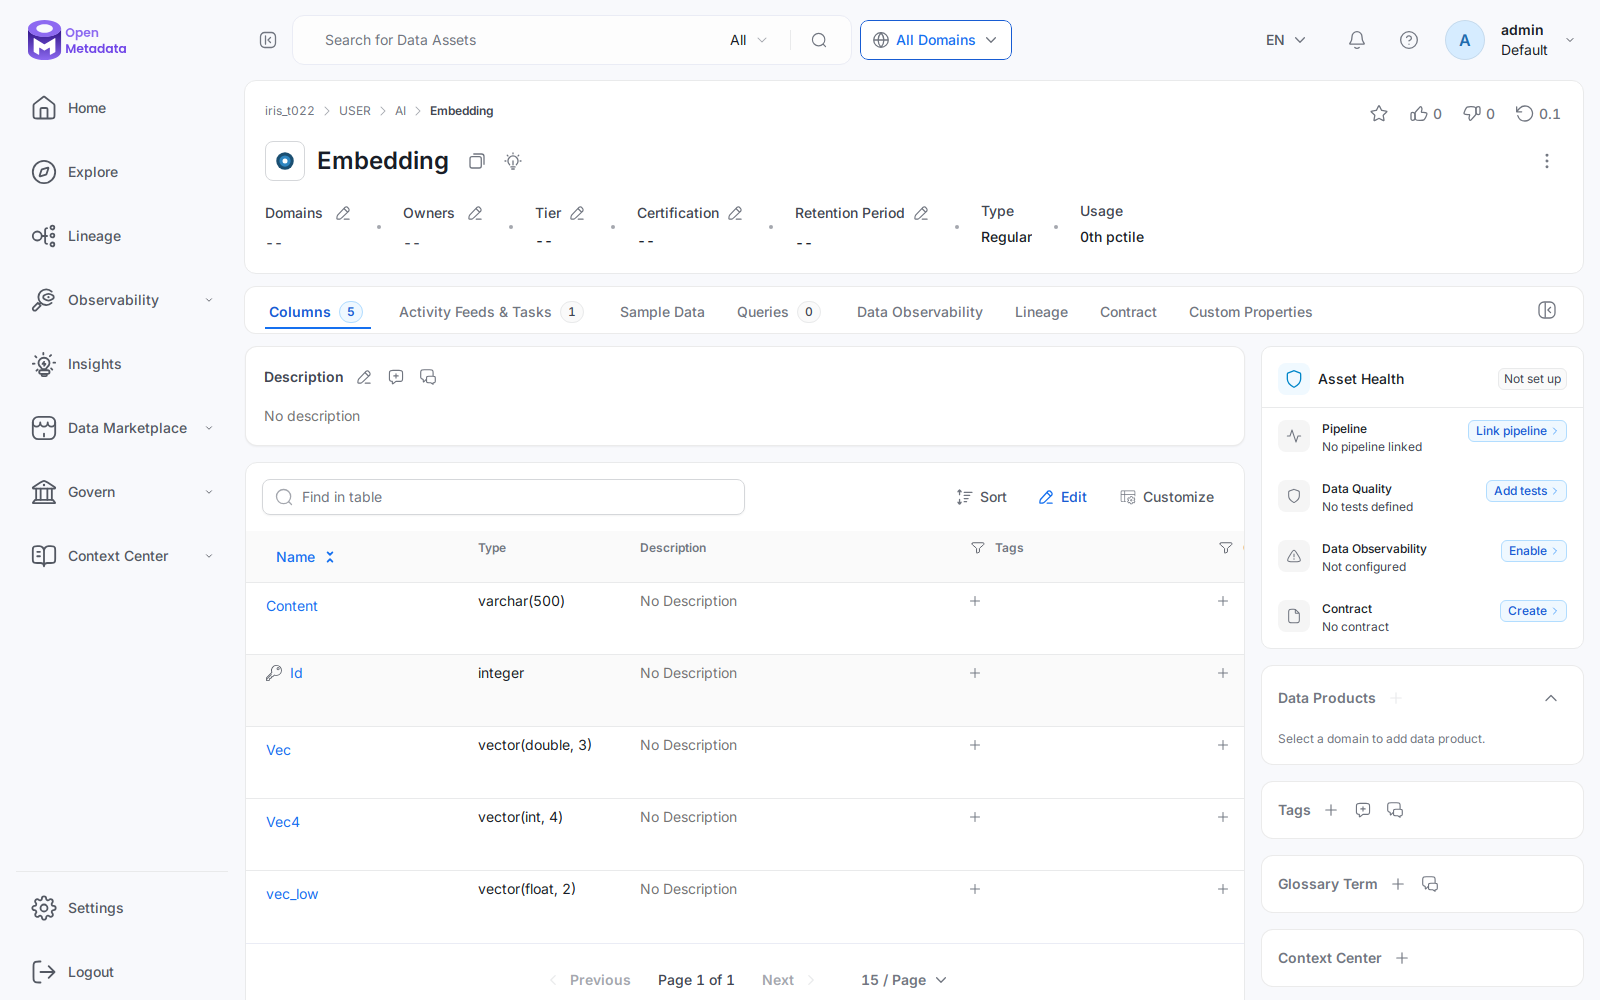 Open
Metadata
Search for Data Assets
All
All Domains
EN
A
admin
Default
Home
Explore
Lineage
Observability
Insights
Data Marketplace
Govern
Context Center
Settings
Logout
iris_t022 > USER > AI > Embedding
0
0
0.1
Embedding
Domains
--
Owners
--
Tier
--
Certification
--
Retention Period
--
Type
Regular
Usage
0th pctile
Columns 5
Activity Feeds & Tasks 1
Sample Data
Queries 0
Data Observability
Lineage
Contract
Custom Properties
Description
No description
Find in table
Sort
Edit
Customize
Name Type Description Tags
Content varchar(500) No Description
Id integer No Description
Vec vector(double, 3) No Description
Vec4 vector(int, 4) No Description
vec_low vector(float, 2) No Description
Previous Page 1 of 1 Next 15 / Page
Asset Health Not set up
Pipeline
No pipeline linked
Link pipeline
Data Quality
No tests defined
Add tests
Data Observability
Not configured
Enable
Contract
No contract
Create
Data Products
Select a domain to add data product.
Tags
Glossary Term
Context Center